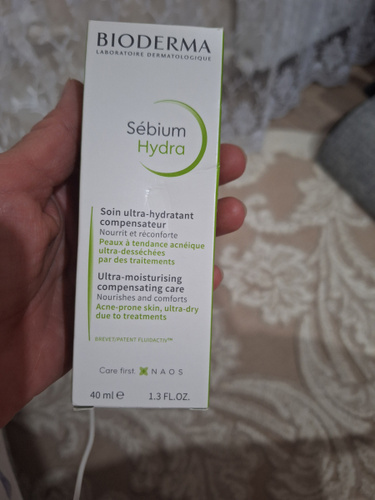 BIODERMA
LABORATOIRE DERMATOLOGIQUE
Sébium
Hydra
Soin ultra-hydratant
compensateur
Nourrit et réconforte
Peaux à tendance acnéique
ultra-desséchées
par des traitements
Ultra-moisturising
compensating care
Nourishes and comforts
Acne-prone skin, ultra-dry
due to treatments
BREVET/PATENT FLUIDACTIV™
Care first. NAOS
40 ml ℮ 1.3 FL.OZ.